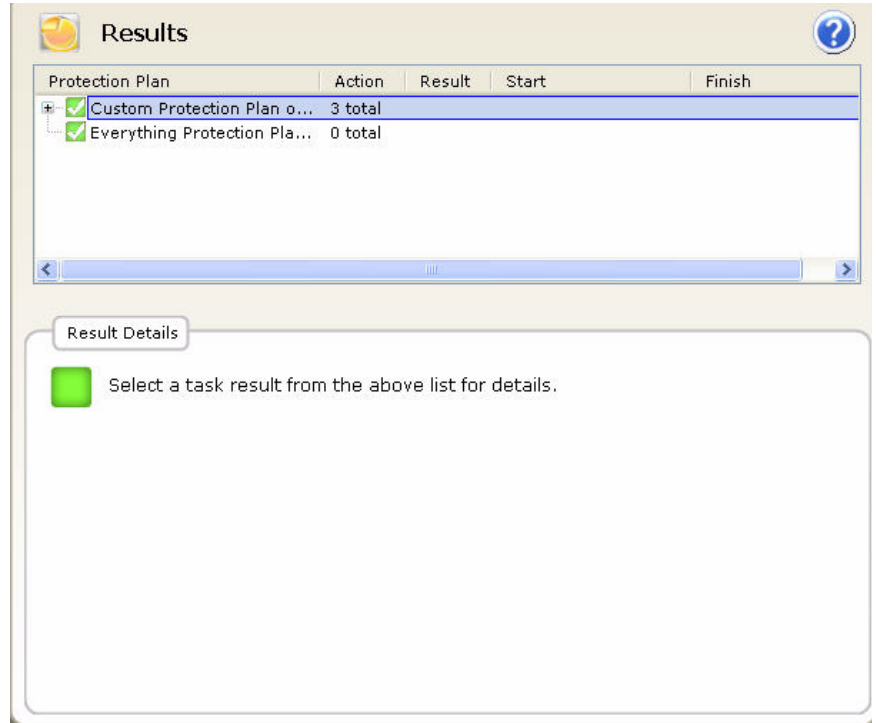 Results
Protection Plan Action Result Start Finish
Custom Protection Plan o... 3 total
Everything Protection Pla... 0 total
Result Details
Select a task result from the above list for details.